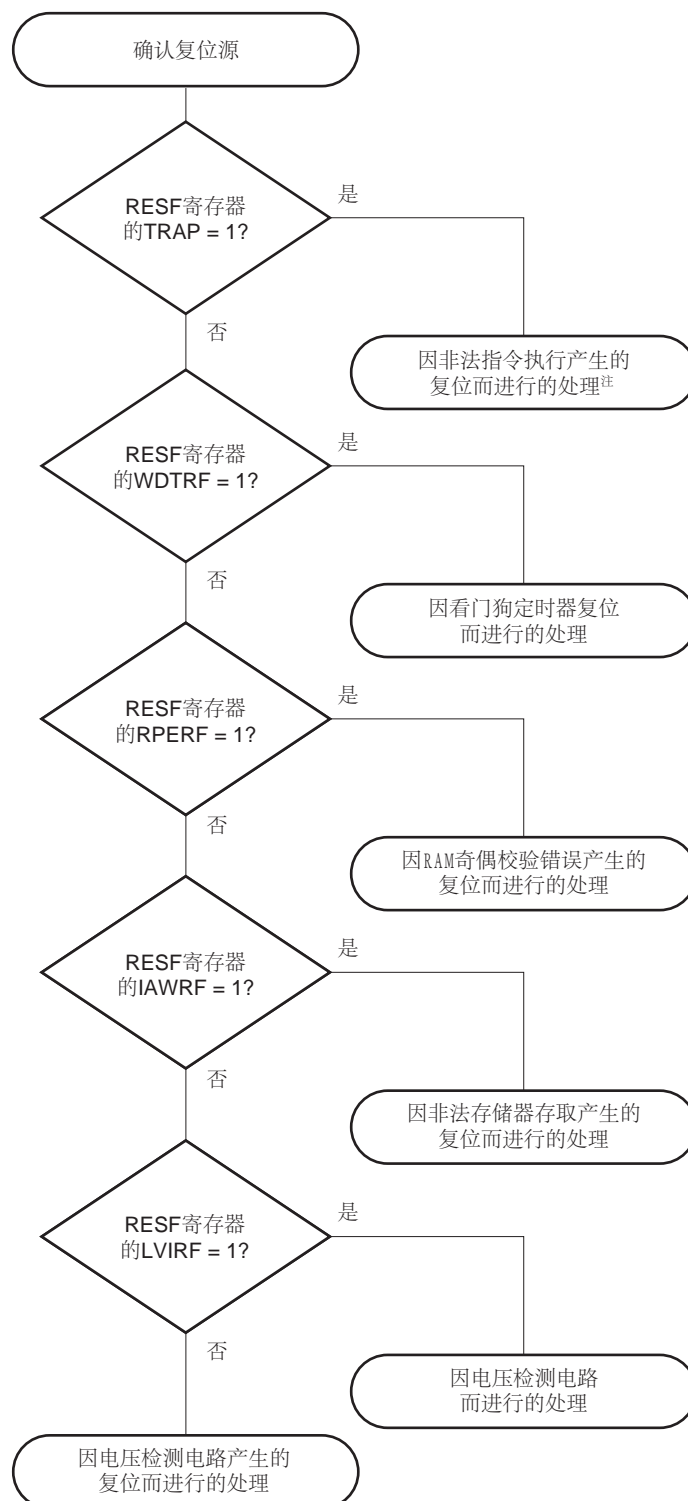 确认复位源
RESF寄存器
的TRAP = 1?
是
否
因非法指令执行产生的
复位而进行的处理注
RESF寄存器
的WDTRF = 1?
是
否
因看门狗定时器复位
而进行的处理
RESF寄存器
的RPERF = 1?
是
否
因RAM奇偶校验错误产生的
复位而进行的处理
RESF寄存器
的IAWRF = 1?
是
否
因非法存储器存取产生的
复位而进行的处理
RESF寄存器
的LVIRF = 1?
是
否
因电压检测电路
而进行的处理
因电压检测电路产生的
复位而进行的处理